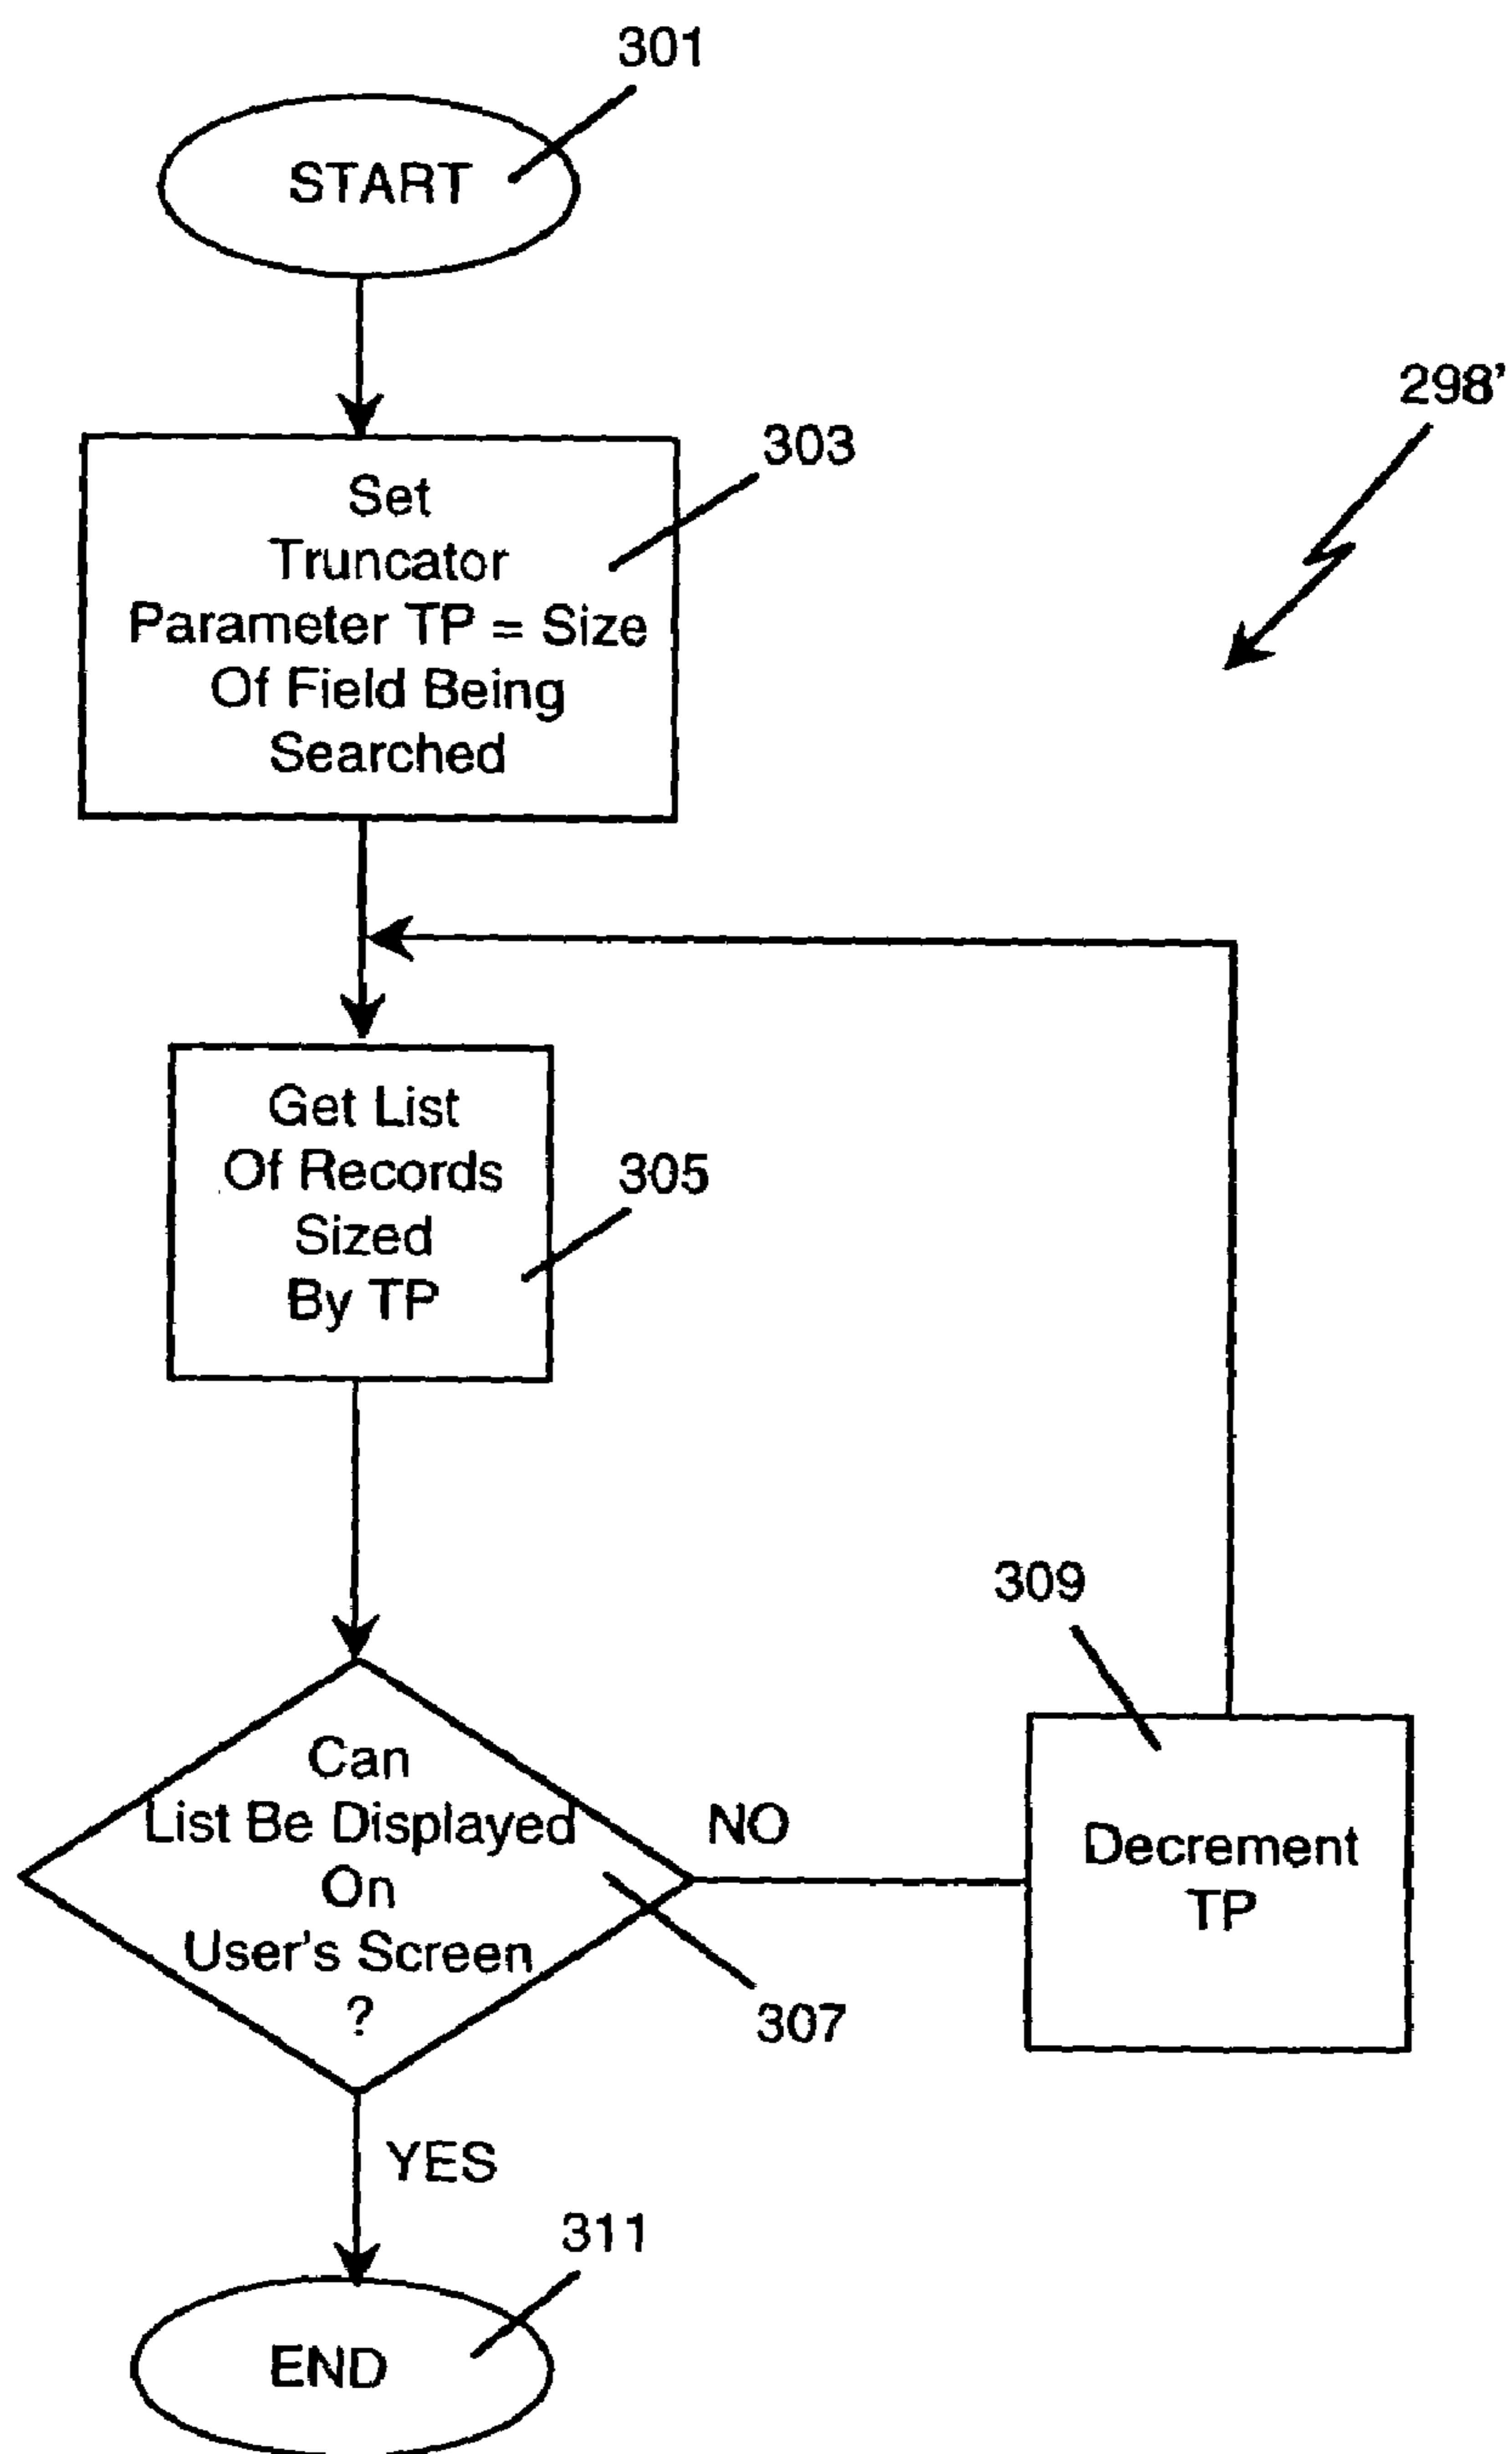 301
START
298'
303
Set
Truncator
Parameter TP = Size
Of Field Being
Searched
Get List
Of Records
Sized
By TP
305
309
Can
List Be Displayed
On
User's Screen
?
NO
Decrement
TP
307
YES
311
END